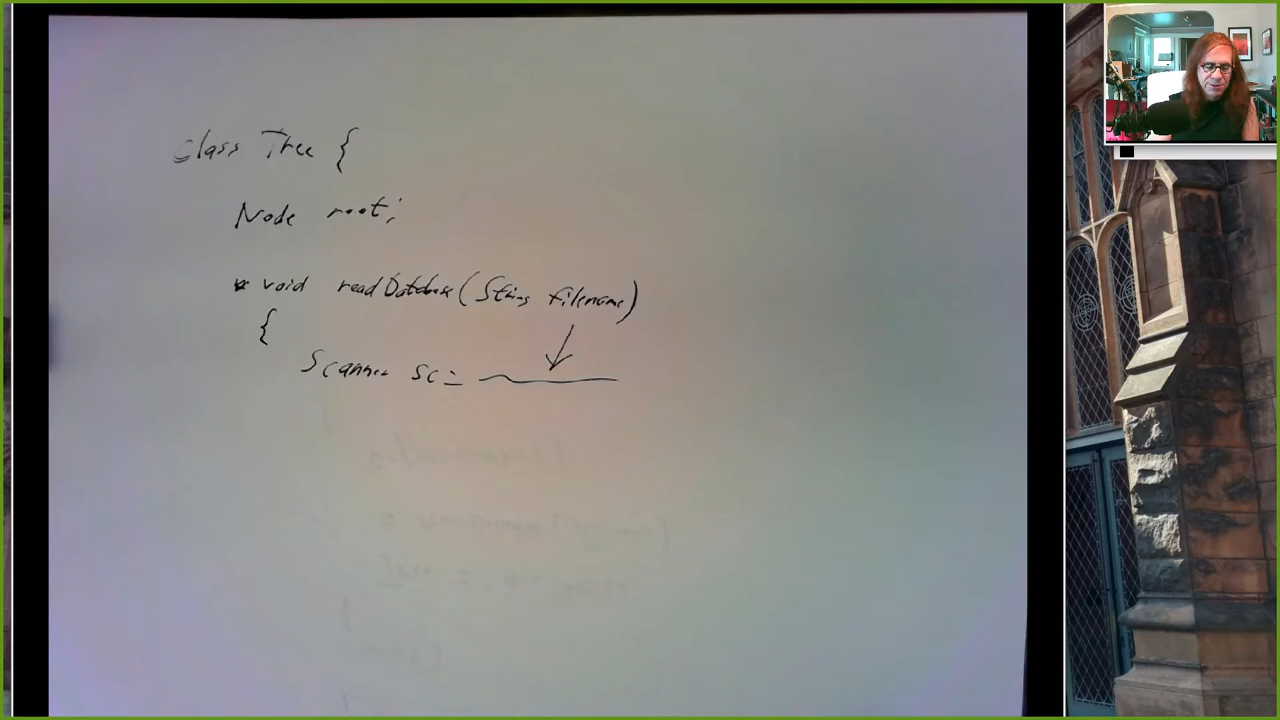 class Tree {
Node root;
void readDatabase(String filename)
{
Scanner sc =